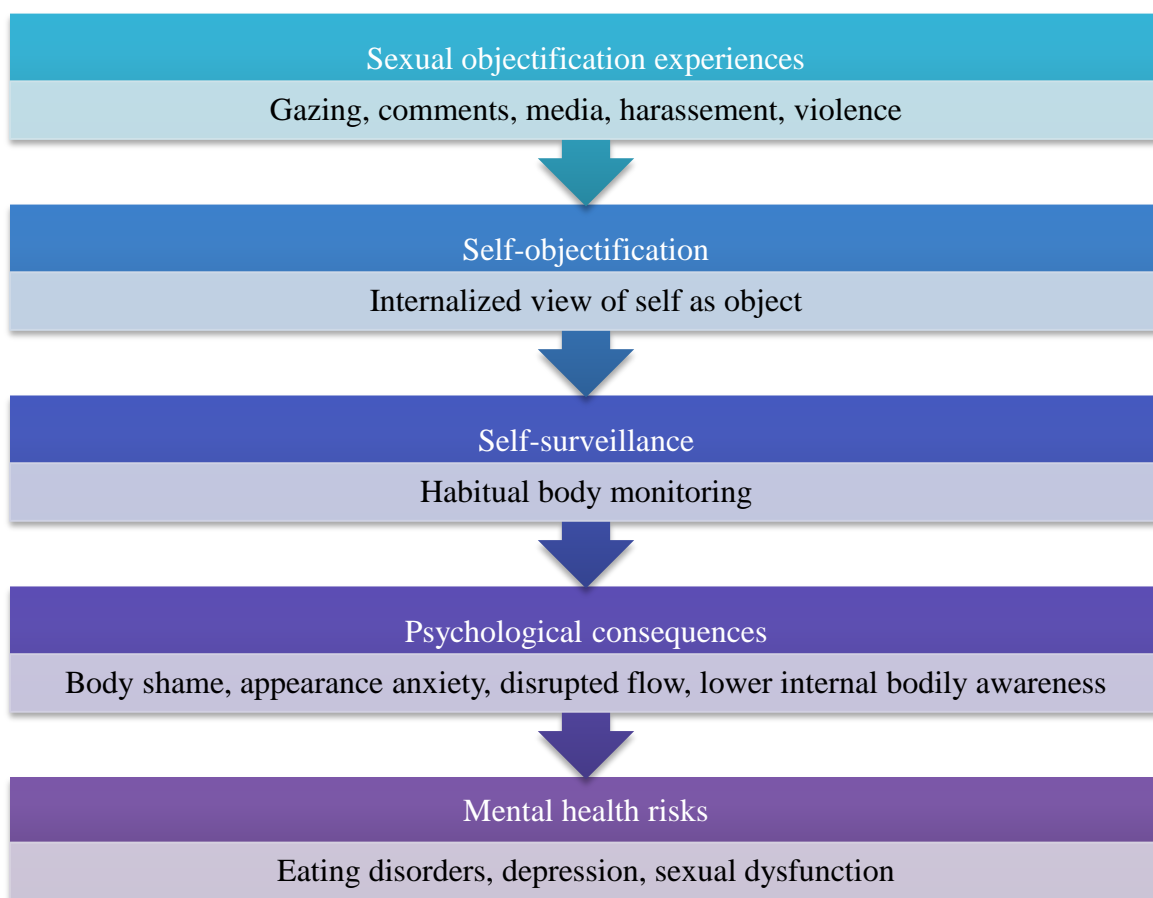 Sexual objectification experiences
Gazing, comments, media, harassement, violence
Self-objectification
Internalized view of self as object
Self-surveillance
Habitual body monitoring
Psychological consequences
Body shame, appearance anxiety, disrupted flow, lower internal bodily awareness
Mental health risks
Eating disorders, depression, sexual dysfunction